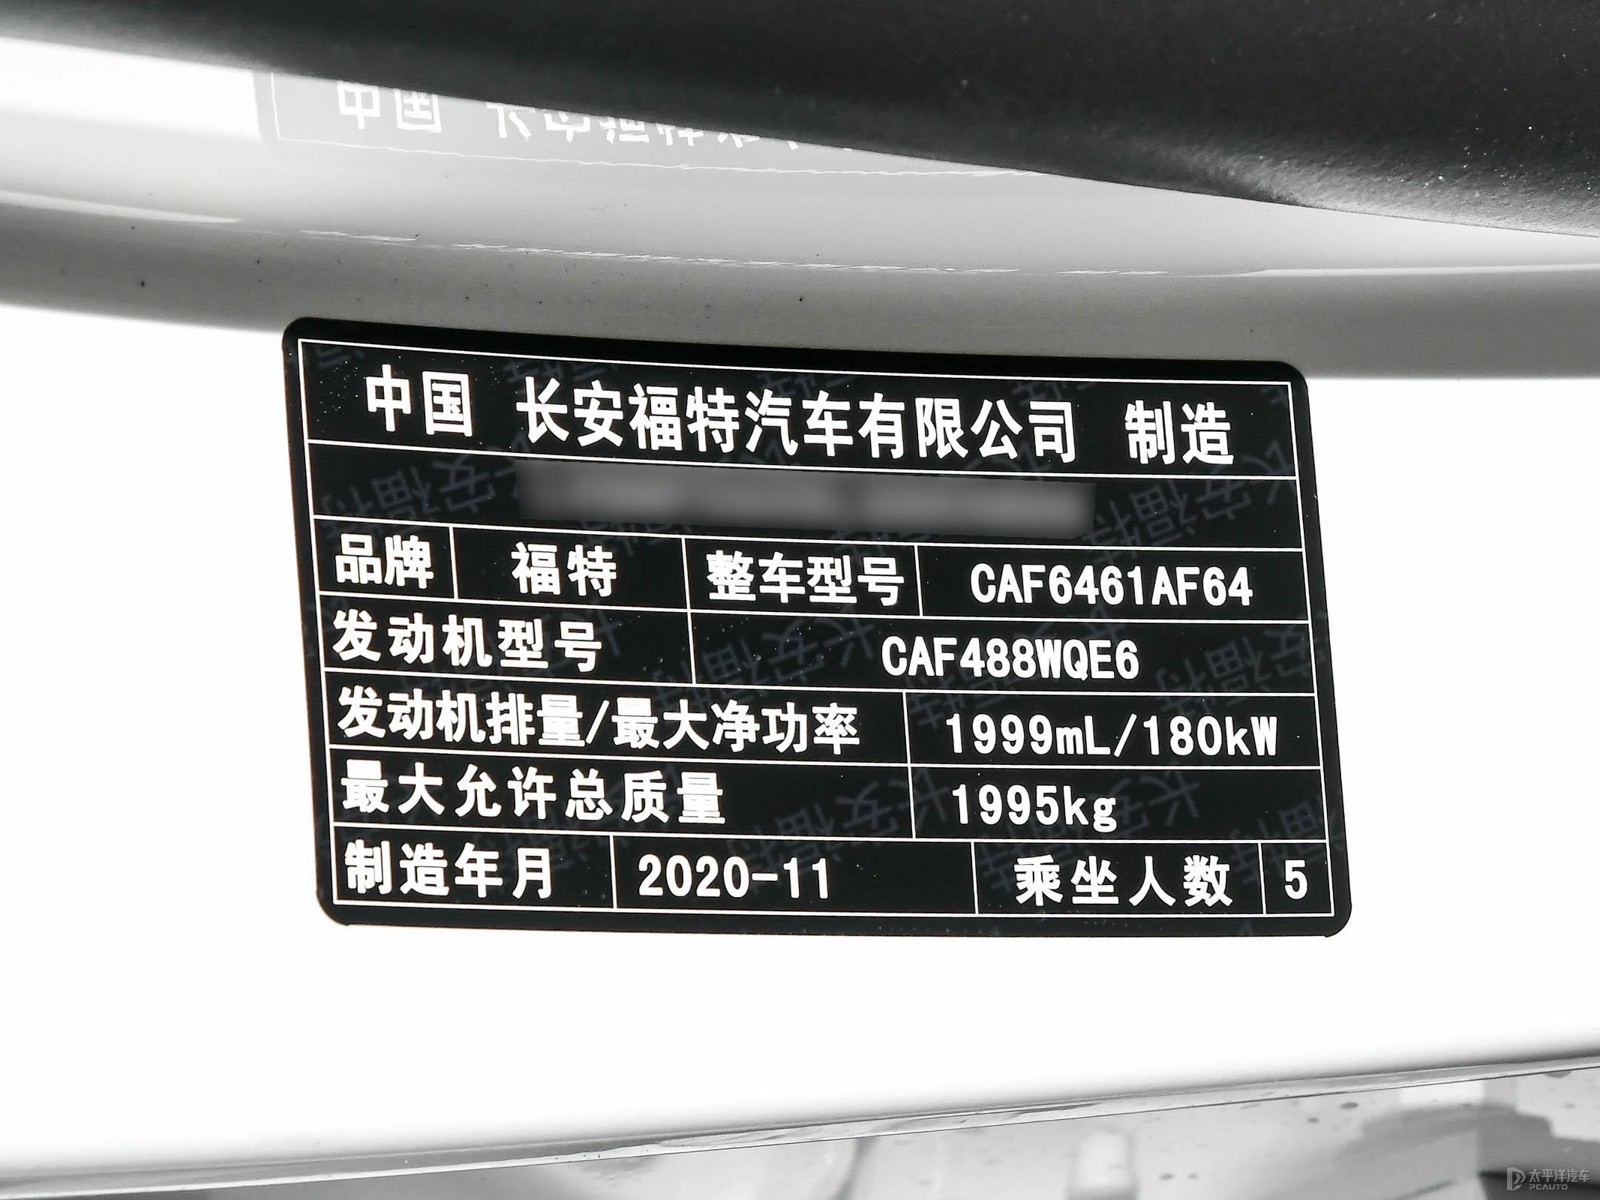 中国 长安福特汽车有限公司 制造
品牌 福特 整车型号 CAF6461AF64
发动机型号 CAF488WQE6
发动机排量/最大净功率 1999mL/180kW
最大允许总质量 1995kg
制造年月 2020-11 乘坐人数 5
太平洋汽车
PCAUTO